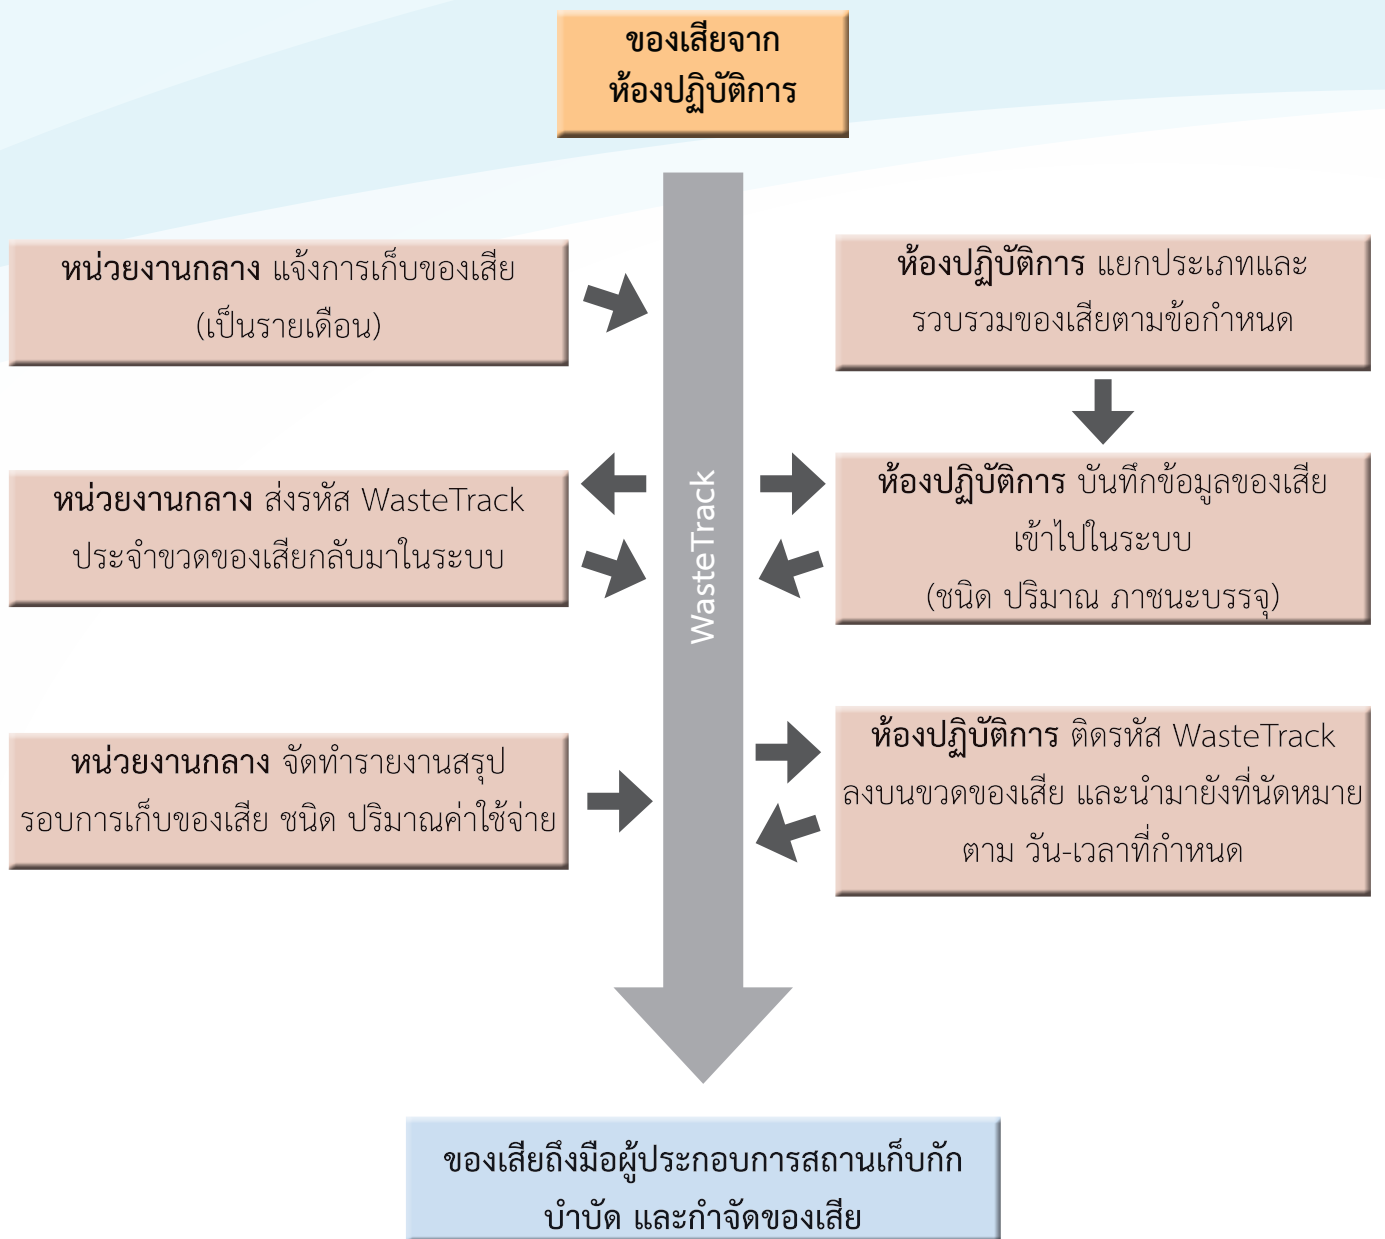 ของเสียจาก
ห้องปฏิบัติการ
หน่วยงานกลาง แจ้งการเก็บของเสีย
(เป็นรายเดือน)
ห้องปฏิบัติการ แยกประเภทและ
รวบรวมของเสียตามข้อกำหนด
หน่วยงานกลาง ส่งรหัส WasteTrack
ประจำขวดของเสียกลับมาในระบบ
WasteTrack
ห้องปฏิบัติการ บันทึกข้อมูลของเสีย
เข้าไปในระบบ
(ชนิด ปริมาณ ภาชนะบรรจุ)
หน่วยงานกลาง จัดทำรายงานสรุป
รอบการเก็บของเสีย ชนิด ปริมาณค่าใช้จ่าย
ห้องปฏิบัติการ ติดรหัส WasteTrack
ลงบนขวดของเสีย และนำมายังที่นัดหมาย
ตาม วัน-เวลาที่กำหนด
ของเสียถึงมือผู้ประกอบการสถานเก็บกัก
บำบัด และกำจัดของเสีย